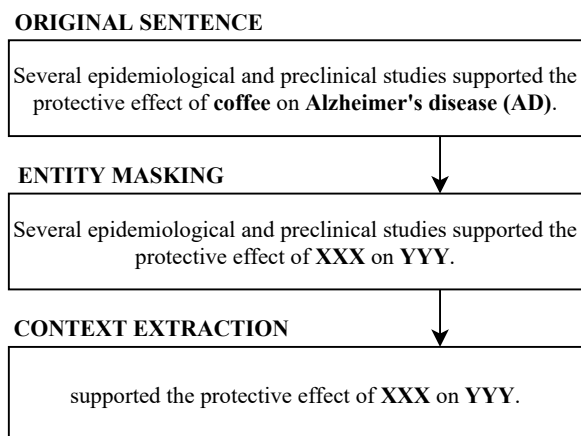 ORIGINAL SENTENCE
Several epidemiological and preclinical studies supported the
protective effect of coffee on Alzheimer's disease (AD).
ENTITY MASKING
Several epidemiological and preclinical studies supported the
protective effect of XXX on YYY.
CONTEXT EXTRACTION
supported the protective effect of XXX on YYY.